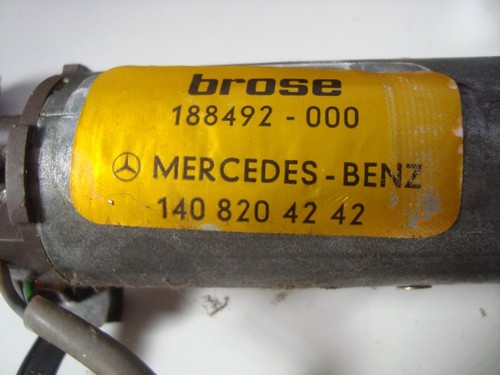 brose
188492-000
MERCEDES-BENZ
140 820 42 42